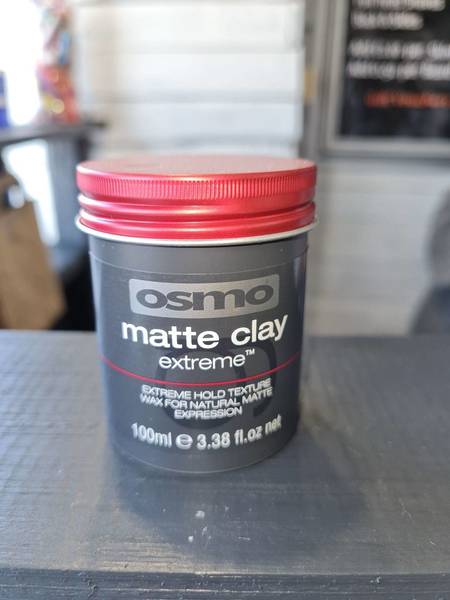 osmo
matte clay
extreme™
EXTREME HOLD TEXTURE
WAX FOR NATURAL MATTE
EXPRESSION
100ml ℮ 3.38 fl.oz net